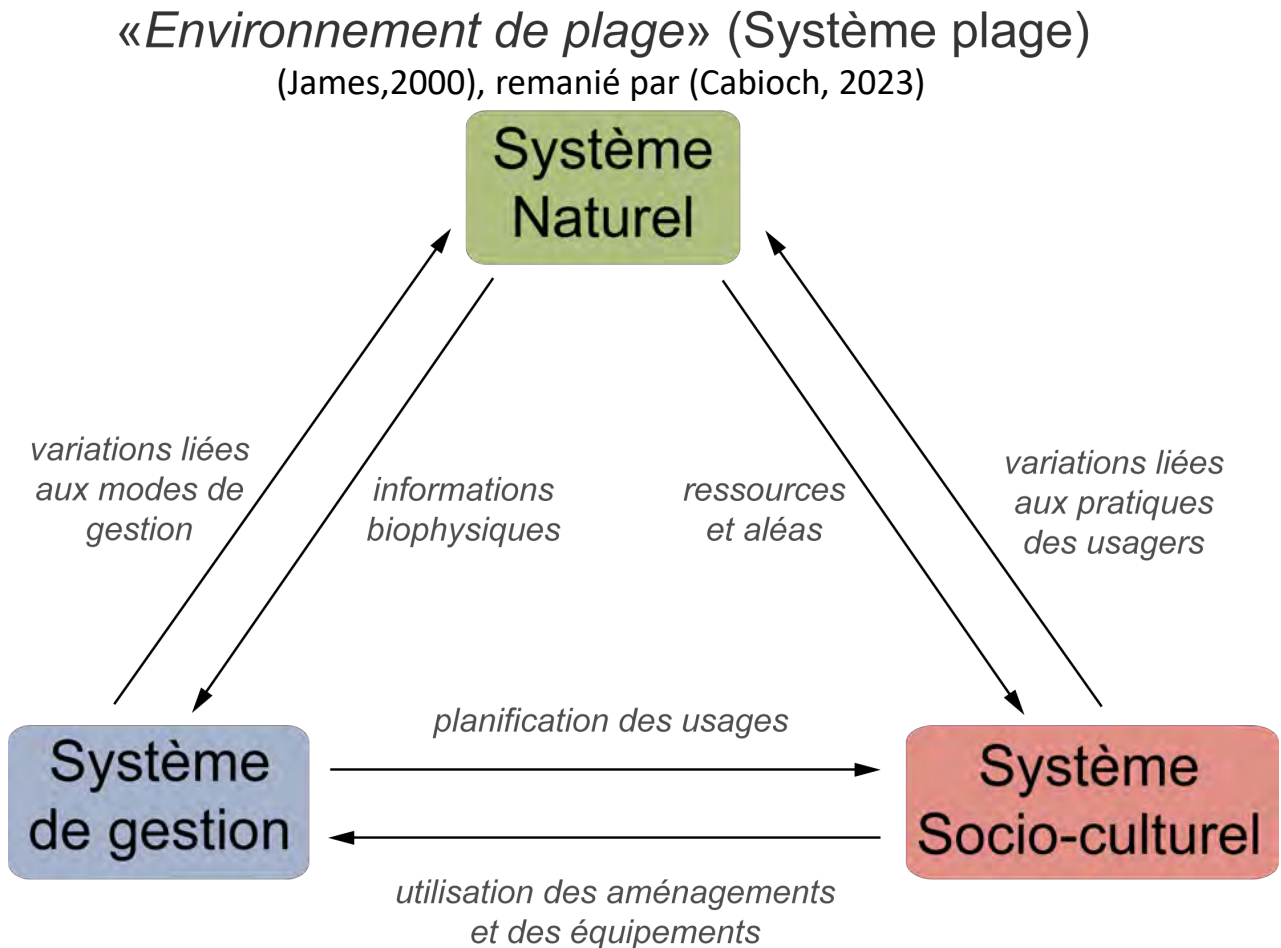 «Environnement de plage» (Système plage)
(James,2000), remanié par (Cabioch, 2023)
Système
Naturel
variations liées
aux modes de
gestion
informations
biophysiques
ressources
et aléas
variations liées
aux pratiques
des usagers
planification des usages
Système
de gestion
Système
Socio-culturel
utilisation des aménagements
et des équipements